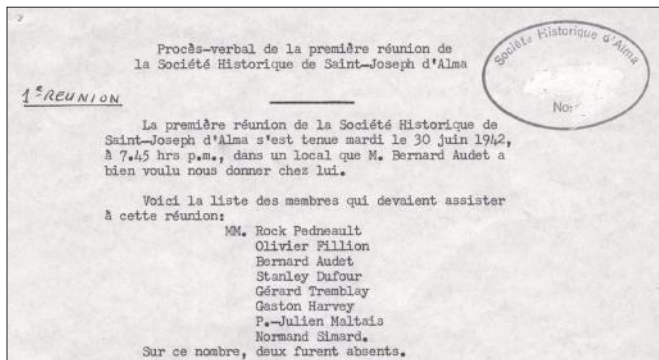 Procès-verbal de la première réunion de
la Société Historique de Saint-Joseph d'Alma
Société Historique d'Alma
No:
1e REUNION
La première réunion de la Société Historique de
Saint-Joseph d'Alma s'est tenue mardi le 30 juin 1942,
à 7.45 hrs p.m., dans un local que M. Bernard Audet a
bien voulu nous donner chez lui.
Voici la liste des membres qui devaient assister
à cette réunion:
MM. Rock Pedneault
Olivier Fillion
Bernard Audet
Stanley Dufour
Gérard Tremblay
Gaston Harvey
P.-Julien Maltais
Normand Simard.
Sur ce nombre, deux furent absents.